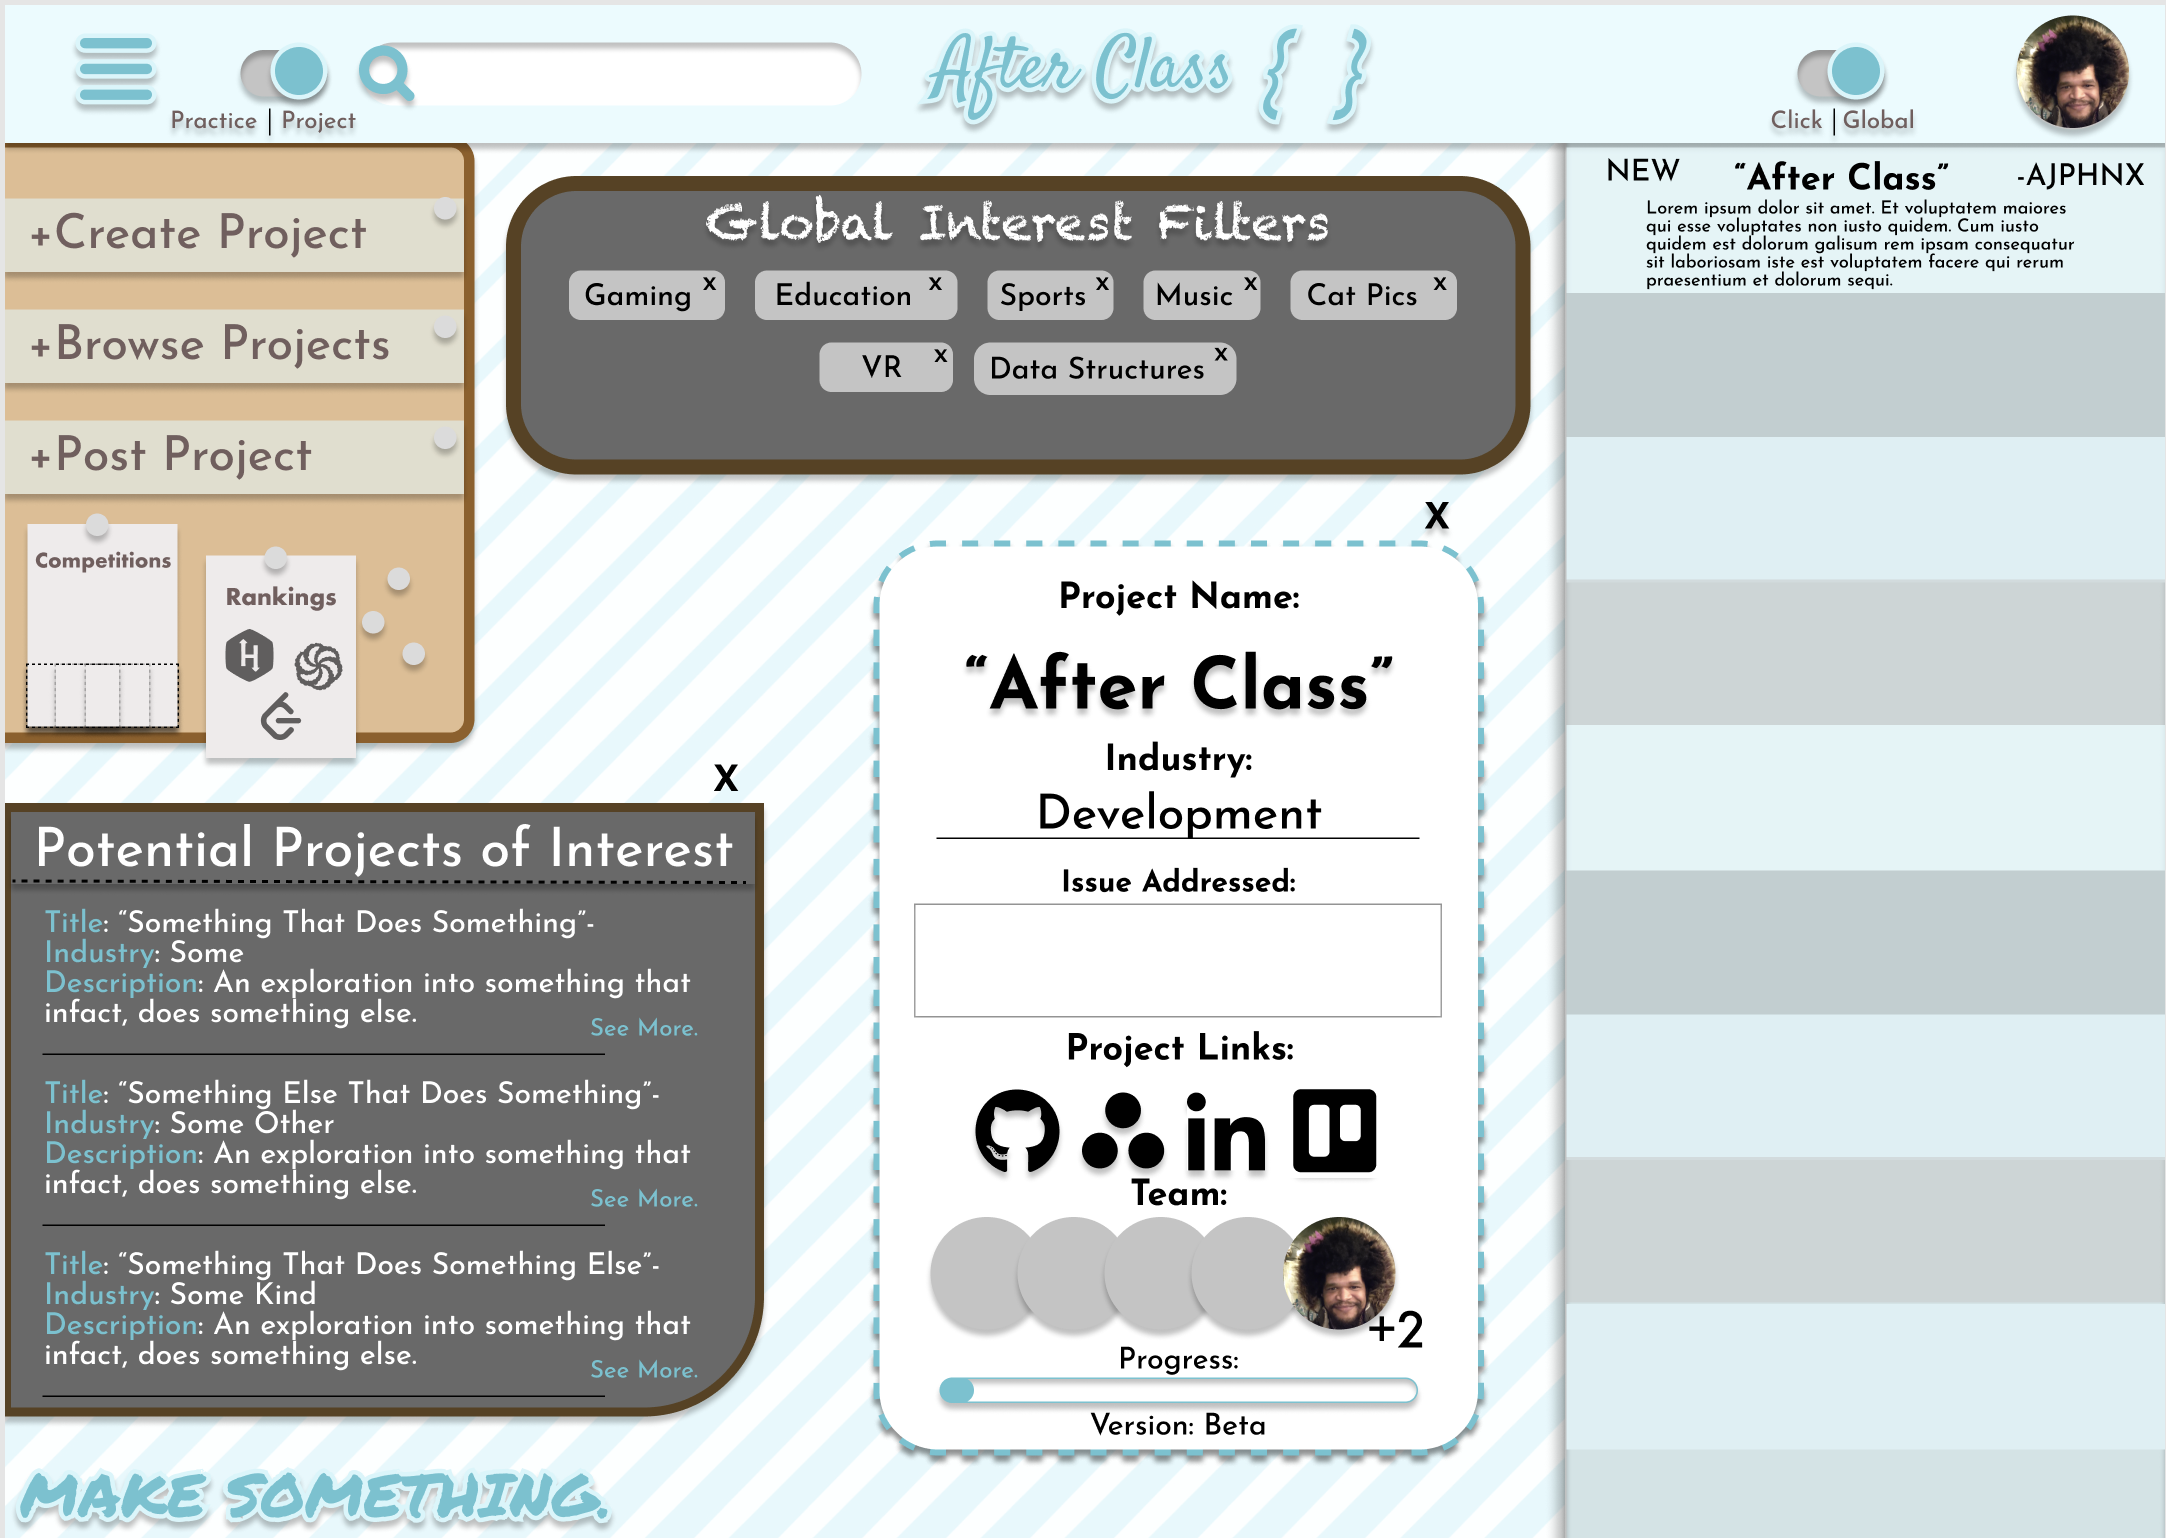 After Class { }
Practice | Project
Click | Global
+Create Project
+Browse Projects
+Post Project
Competitions
Rankings
H
Global Interest Filters
Gaming x
Education x
Sports x
Music x
Cat Pics x
VR x
Data Structures x
NEW “After Class” -AJPHNX
Lorem ipsum dolor sit amet. Et voluptatem maiores
qui esse voluptates non iusto quidem. Cum iusto
quidem est dolorum galisum rem ipsam consequatur
sit laboriosam iste est voluptatem facere qui rerum
praesentium et dolorum sequi.
X
Potential Projects of Interest
Title: “Something That Does Something”-
Industry: Some
Description: An exploration into something that
infact, does something else.
See More.
Title: “Something Else That Does Something”-
Industry: Some Other
Description: An exploration into something that
infact, does something else.
See More.
Title: “Something That Does Something Else”-
Industry: Some Kind
Description: An exploration into something that
infact, does something else.
See More.
X
Project Name:
“After Class”
Industry:
Development
Issue Addressed:
Project Links:
in
Team:
+2
Progress:
Version: Beta
MAKE SOMETHING.